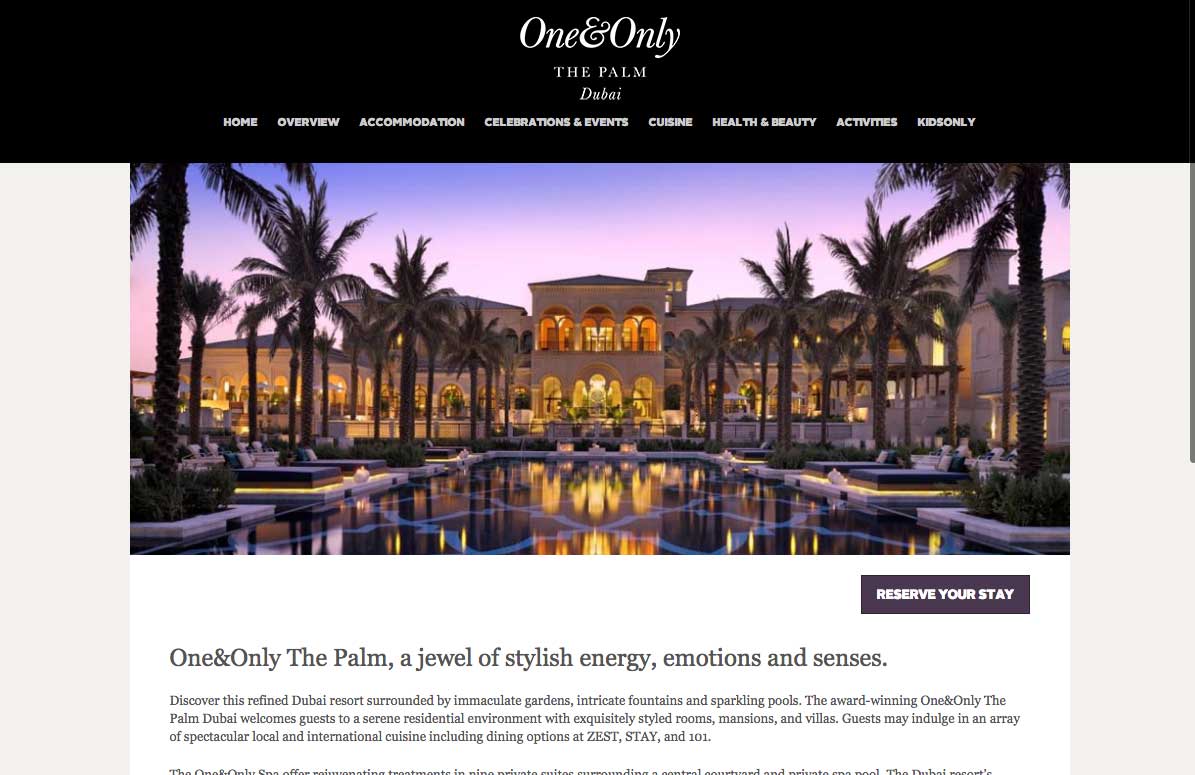 One&Only
THE PALM
Dubai
HOME OVERVIEW ACCOMMODATION CELEBRATIONS & EVENTS CUISINE HEALTH & BEAUTY ACTIVITIES KIDSONLY
RESERVE YOUR STAY
One&Only The Palm, a jewel of stylish energy, emotions and senses.
Discover this refined Dubai resort surrounded by immaculate gardens, intricate fountains and sparkling pools. The award-winning One&Only The
Palm Dubai welcomes guests to a serene residential environment with exquisitely styled rooms, mansions, and villas. Guests may indulge in an array
of spectacular local and international cuisine including dining options at ZEST, STAY, and 101.
The One&Only Spa offer rejuvenating treatments in nine private suites surrounding a central courtyard and private spa pool. The Dubai resort's